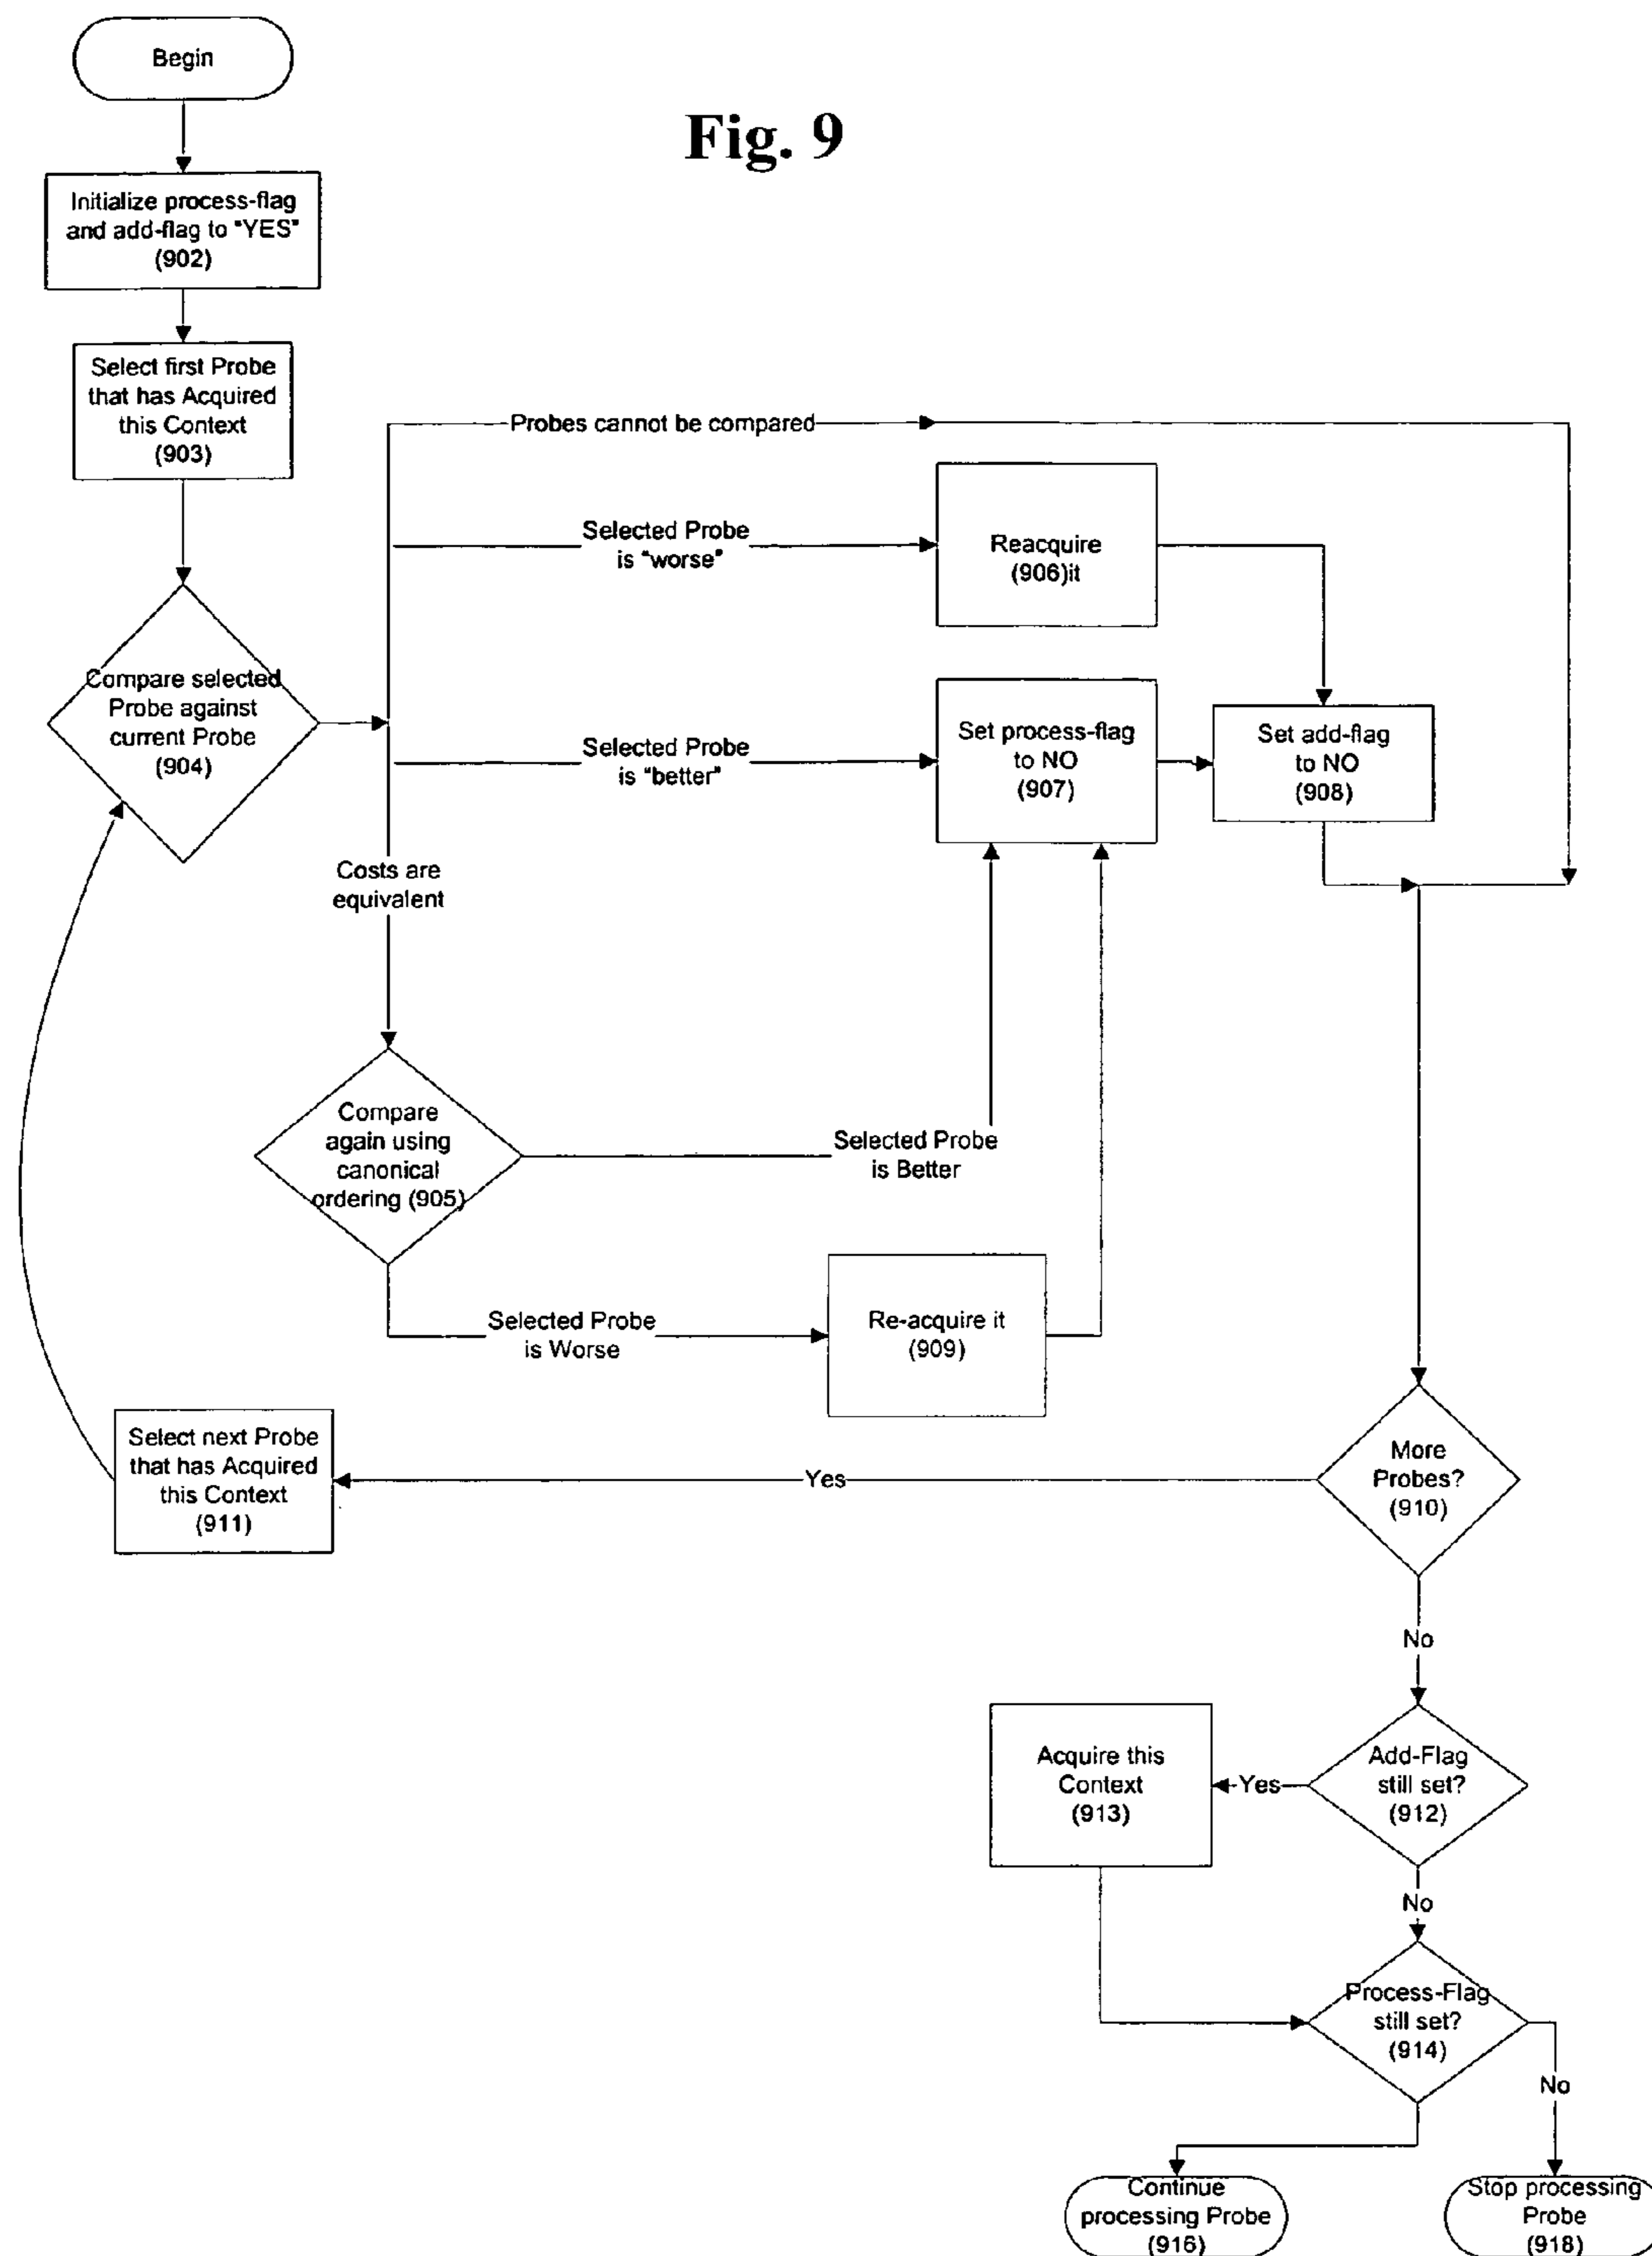 Begin
Fig. 9
Initialize process-flag
and add-flag to "YES"
(902)
Select first Probe
that has Acquired
this Context
(903)
Probes cannot be compared
Selected Probe
is "worse"
Reacquire
(906)it
Compare selected
Probe against
current Probe
(904)
Selected Probe
is "better"
Set process-flag
to NO
(907)
Set add-flag
to NO
(908)
Costs are
equivalent
Compare
again using
canonical
ordering (905)
Selected Probe
is Better
Selected Probe
is Worse
Re-acquire it
(909)
Select next Probe
that has Acquired
this Context
(911)
Yes
More
Probes?
(910)
No
Acquire this
Context
(913)
Yes
Add-Flag
still set?
(912)
No
Process-Flag
still set?
(914)
No
Continue
processing Probe
(916)
Stop processing
Probe
(918)